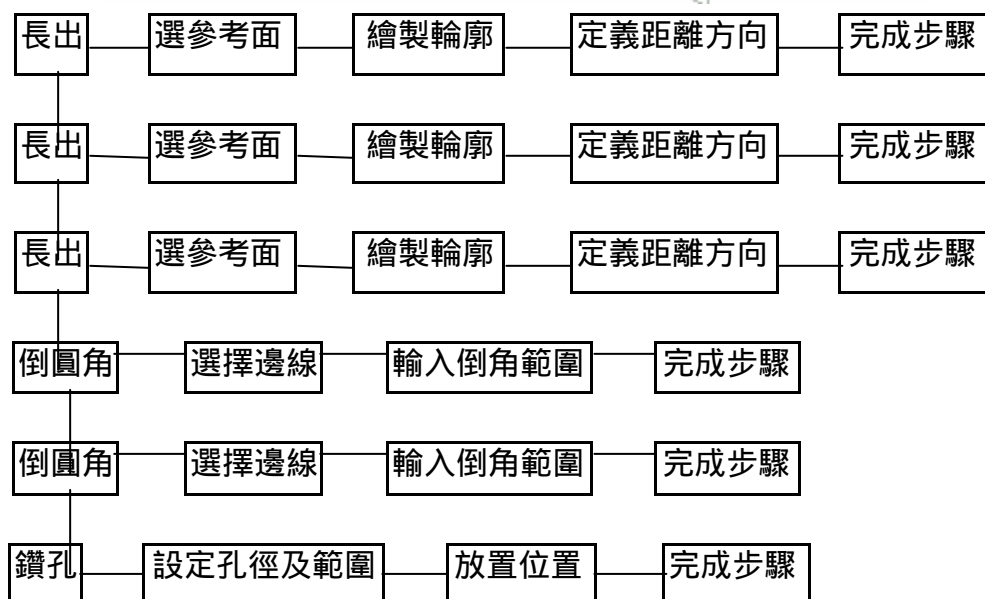 長出 選參考面 繪製輪廓 定義距離方向 完成步驟
長出 選參考面 繪製輪廓 定義距離方向 完成步驟
長出 選參考面 繪製輪廓 定義距離方向 完成步驟
倒圓角 選擇邊線 輸入倒角範圍 完成步驟
倒圓角 選擇邊線 輸入倒角範圍 完成步驟
鑽孔 設定孔徑及範圍 放置位置 完成步驟